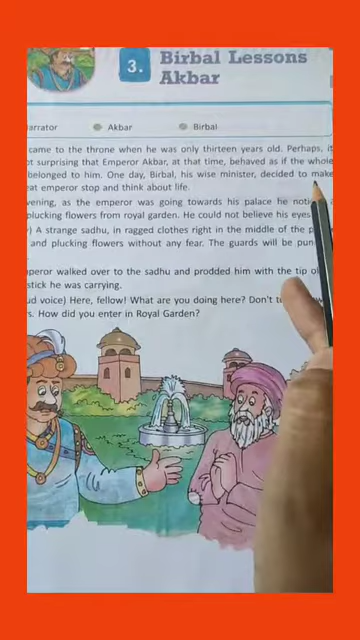 3.
Birbal Lessons
Akbar
arrator Akbar Birbal
came to the throne when he was only thirteen years old. Perhaps, it
ot surprising that Emperor Akbar, at that time, behaved as if the whole
belonged to him. One day, Birbal, his wise minister, decided to make
eat emperor stop and think about life.
vening, as the emperor was going towards his palace he noti
plucking flowers from royal garden. He could not believe his eyes
) A strange sadhu, in ragged clothes right in the middle of the p
and plucking flowers without any fear. The guards will be pun
peror walked over to the sadhu and prodded him with the tip o
stick he was carrying.
ud voice) Here, fellow! What are you doing here? Don't
s. How did you enter in Royal Garden?